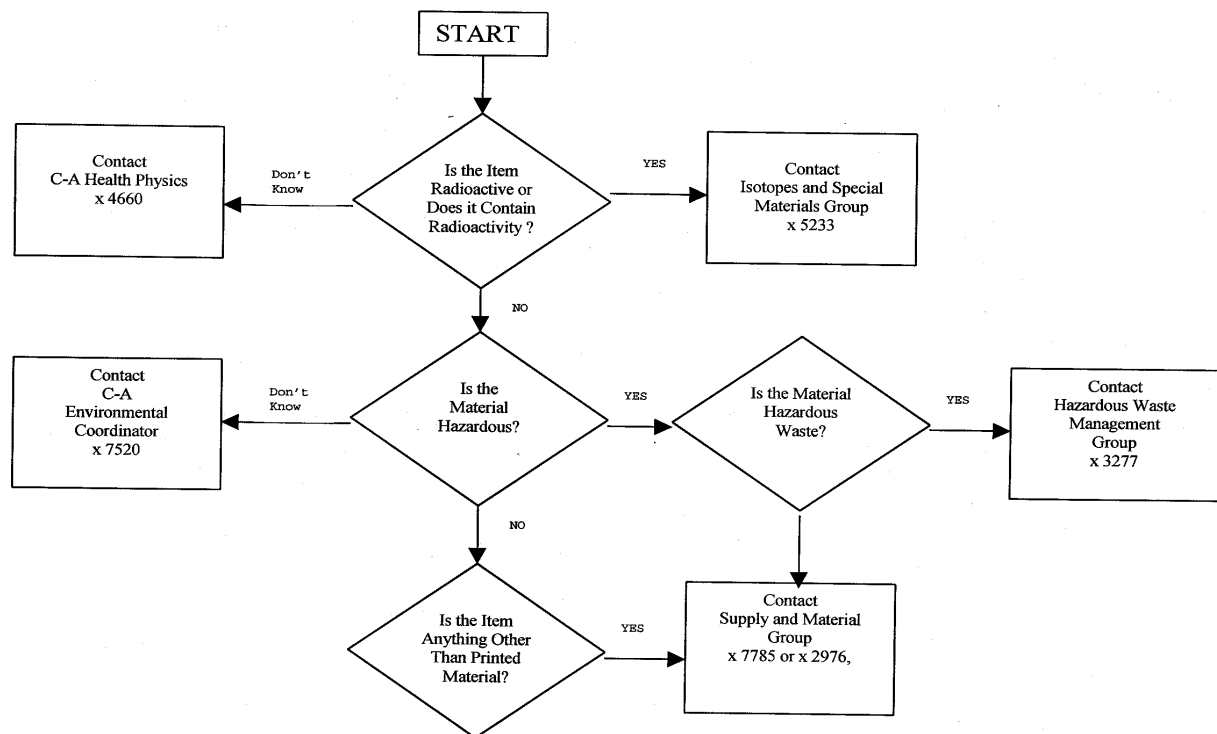 START
Contact
C-A Health Physics
x 4660
Don't
Know
Is the Item
Radioactive or
Does it Contain
Radioactivity ?
YES
Contact
Isotopes and Special
Materials Group
x 5233
NO
Contact
C-A
Environmental
Coordinator
x 7520
Don't
Know
Is the
Material
Hazardous?
YES
Is the Material
Hazardous
Waste?
YES
Contact
Hazardous Waste
Management
Group
x 3277
NO
Is the Item
Anything Other
Than Printed
Material?
YES
Contact
Supply and Material
Group
x 7785 or x 2976,